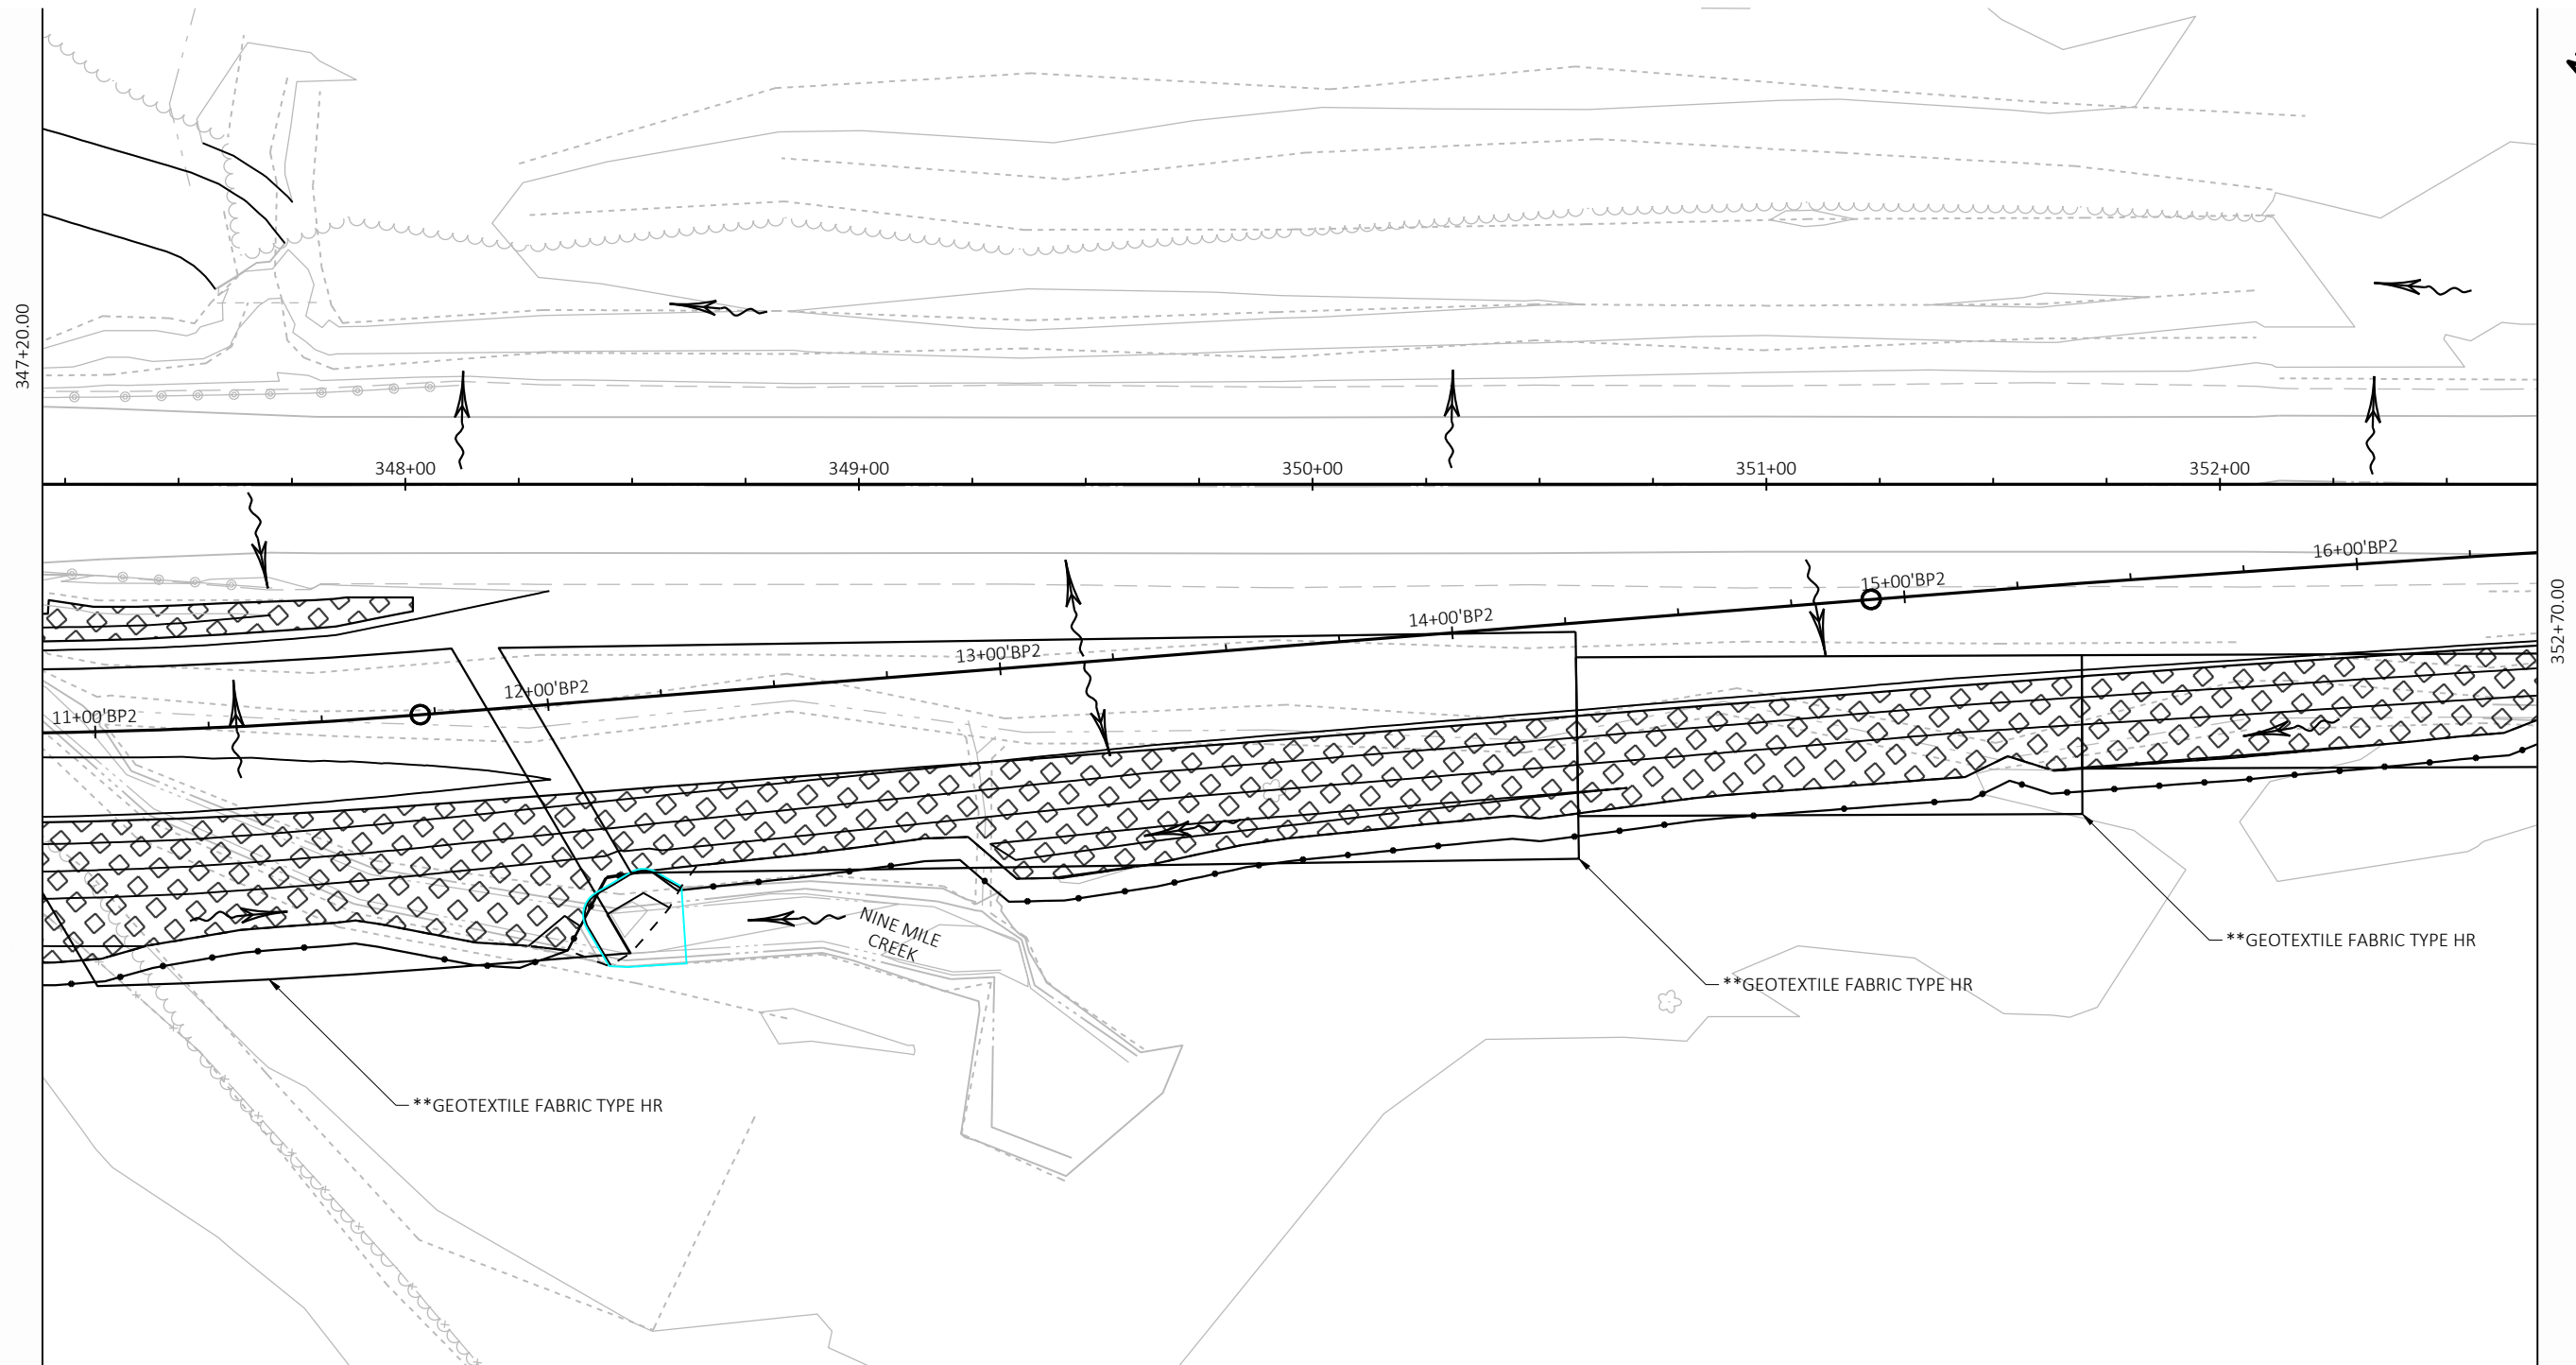 347+20.00
348+00
349+00
350+00
351+00
352+00
352+70.00
11+00'BP2
12+00'BP2
13+00'BP2
14+00'BP2
15+00'BP2
16+00'BP2
NINE MILE
CREEK
**GEOTEXTILE FABRIC TYPE HR
**GEOTEXTILE FABRIC TYPE HR
**GEOTEXTILE FABRIC TYPE HR